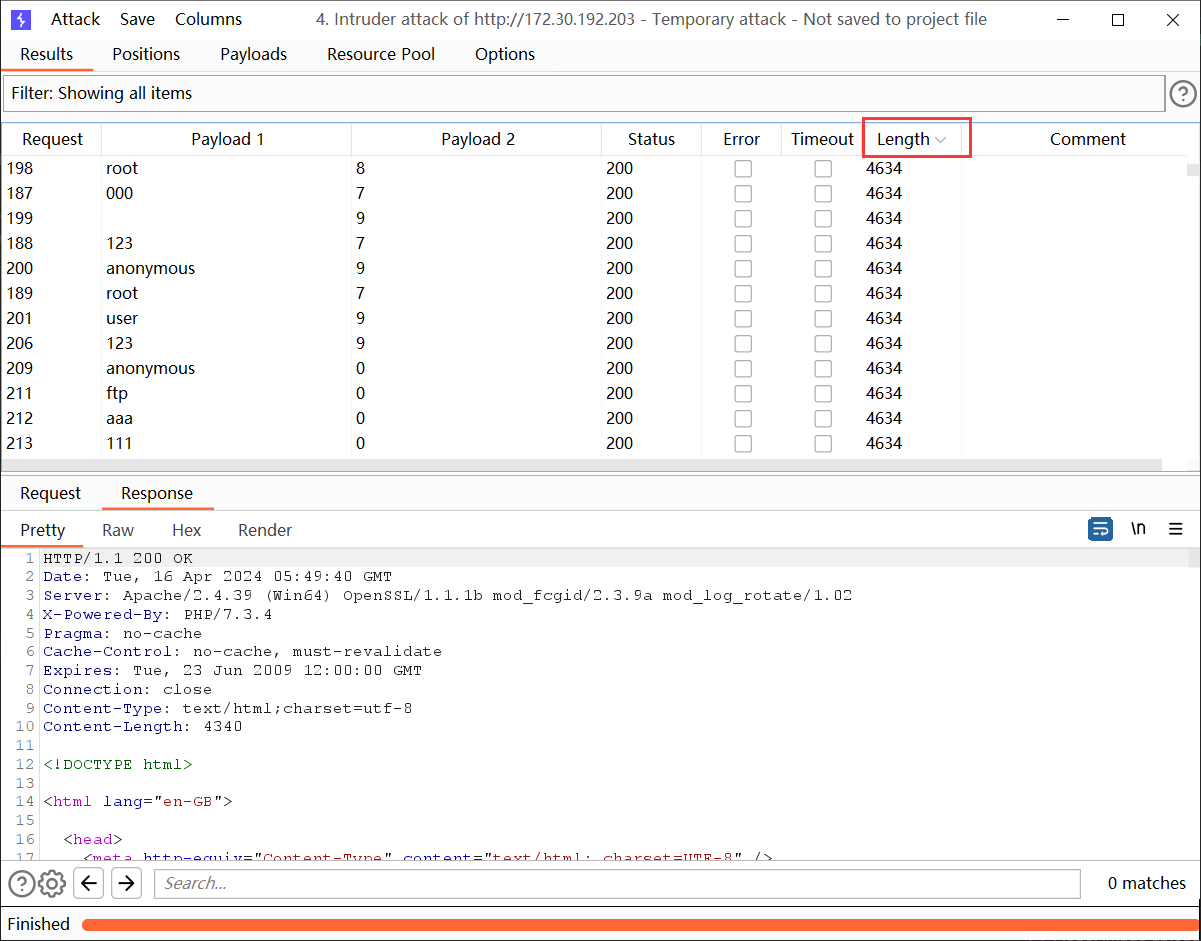 Attack Save Columns 4. Intruder attack of http://172.30.192.203 - Temporary attack - Not saved to project file
Results Positions Payloads Resource Pool Options
Filter: Showing all items ?
Request Payload 1 Payload 2 Status Error Timeout Length Comment
198 root 8 200 4634
187 000 7 200 4634
199 9 200 4634
188 123 7 200 4634
200 anonymous 9 200 4634
189 root 7 200 4634
201 user 9 200 4634
206 123 9 200 4634
209 anonymous 0 200 4634
211 ftp 0 200 4634
212 aaa 0 200 4634
213 111 0 200 4634
Request Response
Pretty Raw Hex Render \n
1 HTTP/1.1 200 OK
2 Date: Tue, 16 Apr 2024 05:49:40 GMT
3 Server: Apache/2.4.39 (Win64) OpenSSL/1.1.1b mod_fcgid/2.3.9a mod_log_rotate/1.02
4 X-Powered-By: PHP/7.3.4
5 Pragma: no-cache
6 Cache-Control: no-cache, must-revalidate
7 Expires: Tue, 23 Jun 2009 12:00:00 GMT
8 Connection: close
9 Content-Type: text/html;charset=utf-8
10 Content-Length: 4340
11
12 <!DOCTYPE html>
13
14 <html lang="en-GB">
15
16 <head>
17 <meta http-equiv="Content-Type" content="text/html; charset=UTF-8" />
? Search... 0 matches
Finished